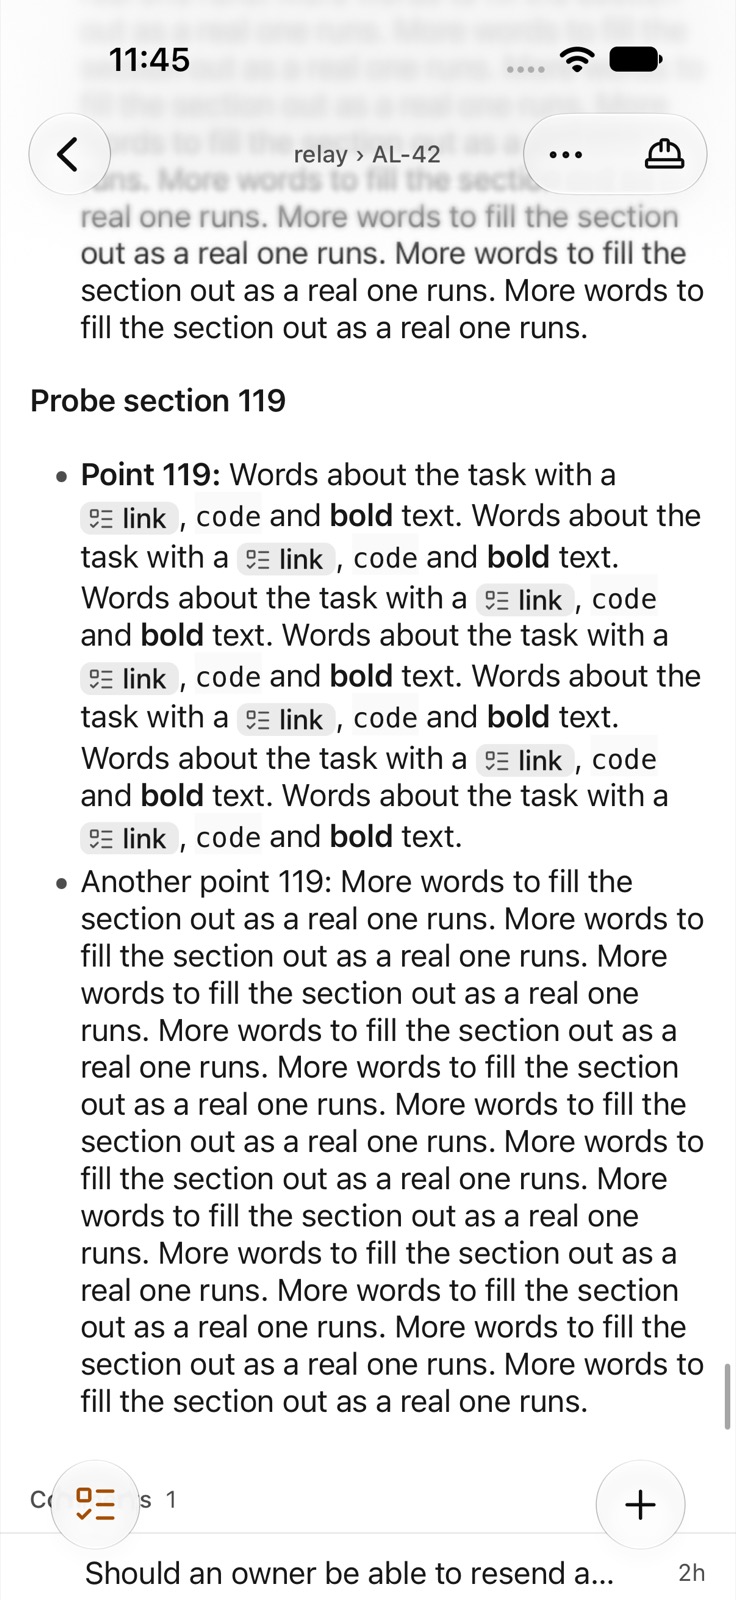 11:45
relay › AL-42
real one runs. More words to fill the section
out as a real one runs. More words to fill the
section out as a real one runs. More words to
fill the section out as a real one runs.
Probe section 119
• Point 119: Words about the task with a
link, code and bold text. Words about the
task with a link, code and bold text.
Words about the task with a link, code
and bold text. Words about the task with a
link, code and bold text. Words about the
task with a link, code and bold text.
Words about the task with a link, code
and bold text. Words about the task with a
link, code and bold text.
• Another point 119: More words to fill the
section out as a real one runs. More words to
fill the section out as a real one runs. More
words to fill the section out as a real one
runs. More words to fill the section out as a
real one runs. More words to fill the section
out as a real one runs. More words to fill the
section out as a real one runs. More words to
fill the section out as a real one runs. More
words to fill the section out as a real one
runs. More words to fill the section out as a
real one runs. More words to fill the section
out as a real one runs. More words to fill the
section out as a real one runs. More words to
fill the section out as a real one runs.
1
Should an owner be able to resend a... 2h